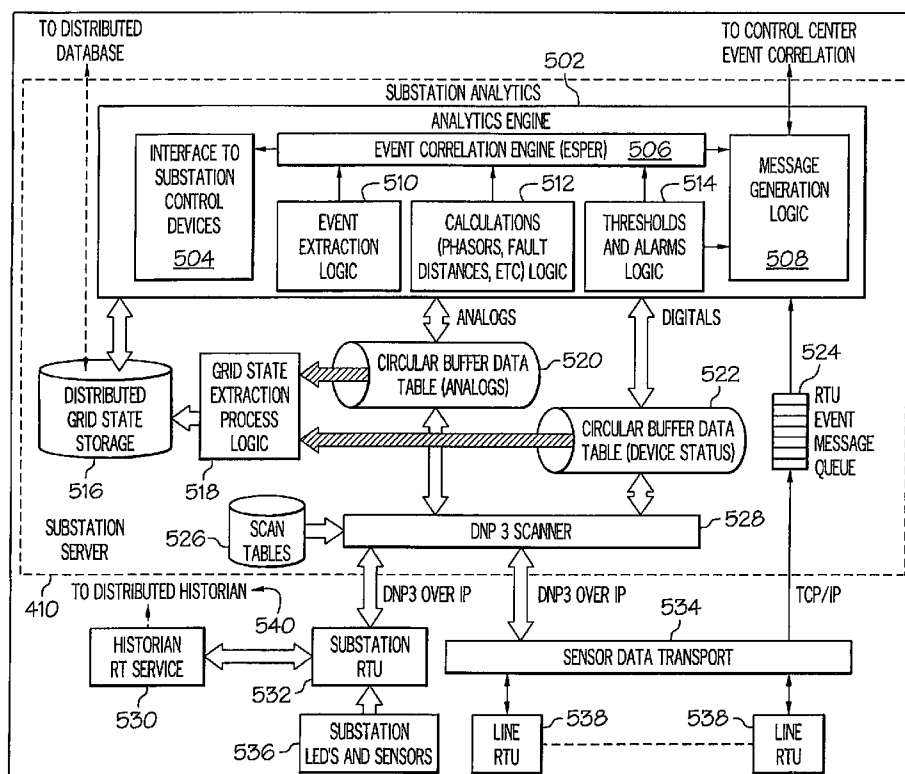 TO DISTRIBUTED
DATABASE
TO CONTROL CENTER
EVENT CORRELATION
502
SUBSTATION ANALYTICS
ANALYTICS ENGINE
EVENT CORRELATION ENGINE (ESPER) 506
INTERFACE TO
SUBSTATION
CONTROL
DEVICES
504
510
EVENT
EXTRACTION
LOGIC
512
CALCULATIONS
(PHASORS, FAULT
DISTANCES,
ETC) LOGIC
514
THRESHOLDS
AND ALARMS
LOGIC
MESSAGE
GENERATION
LOGIC
508
ANALOGS
DIGITALS
DISTRIBUTED
GRID STATE
STORAGE
516
GRID STATE
EXTRACTION
PROCESS
LOGIC
518
CIRCULAR BUFFER DATA
TABLE (ANALOGS)
520
522
CIRCULAR BUFFER DATA
TABLE (DEVICE STATUS)
524
RTU
EVENT
MESSAGE
QUEUE
SUBSTATION
SERVER
526
SCAN
TABLES
DNP 3 SCANNER
528
410
TO DISTRIBUTED HISTORIAN
540
DNP3 OVER IP
DNP3 OVER IP
TCP/IP
HISTORIAN
RT SERVICE
530
SUBSTATION
RTU
532
534
SENSOR DATA TRANSPORT
536
SUBSTATION
LED'S AND SENSORS
LINE
RTU
538
LINE
RTU
538